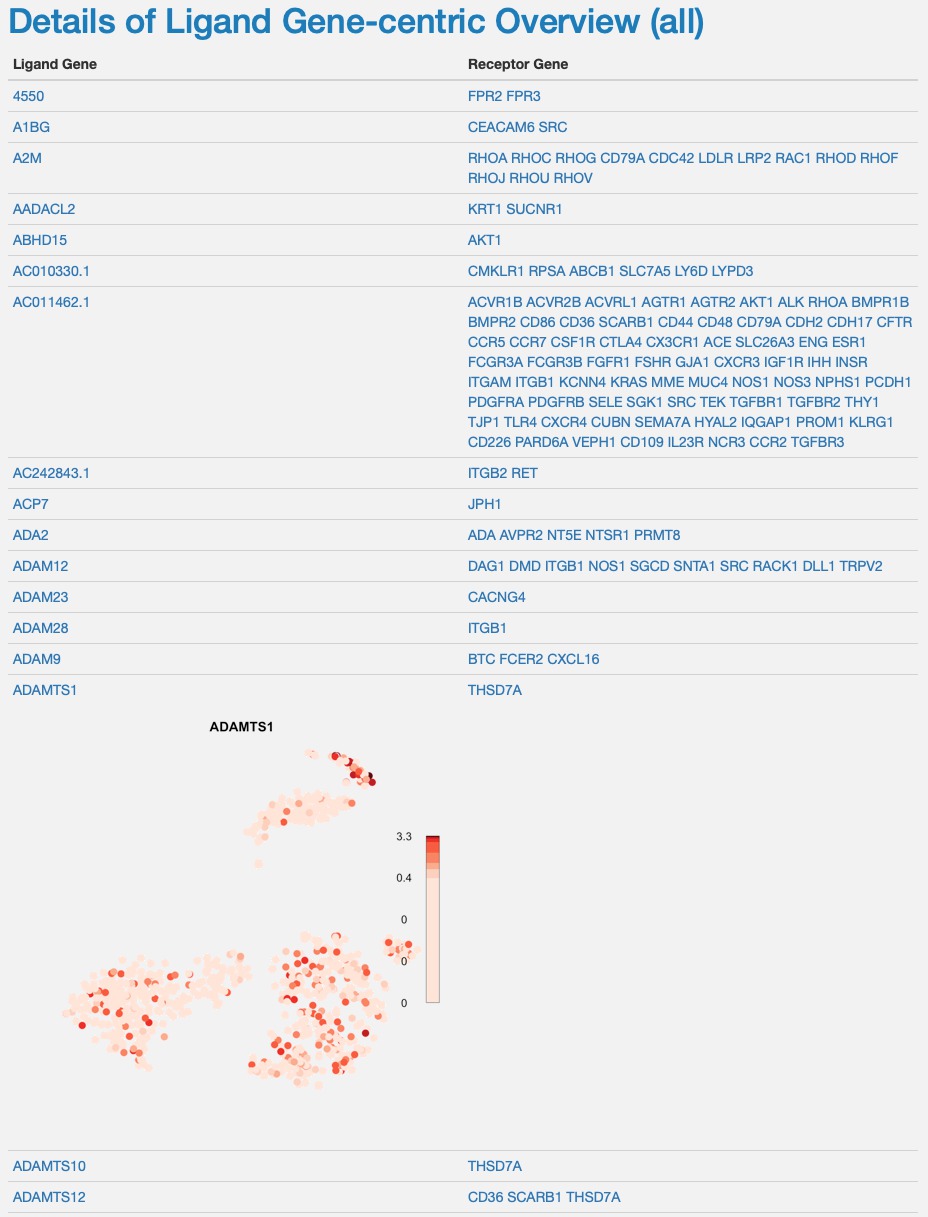 Details of Ligand Gene-centric Overview (all)
Ligand Gene Receptor Gene
4550 FPR2 FPR3
A1BG CEACAM6 SRC
A2M RHOA RHOC RHOG CD79A CDC42 LDLR LRP2 RAC1 RHOD RHOF
RHOJ RHOU RHOV
AADACL2 KRT1 SUCNR1
ABHD15 AKT1
AC010330.1 CMKLR1 RPSA ABCB1 SLC7A5 LY6D LYPD3
AC011462.1 ACVR1B ACVR2B ACVRL1 AGTR1 AGTR2 AKT1 ALK RHOA BMPR1B
BMPR2 CD86 CD36 SCARB1 CD44 CD48 CD79A CDH2 CDH17 CFTR
CCR5 CCR7 CSF1R CTLA4 CX3CR1 ACE SLC26A3 ENG ESR1
FCGR3A FCGR3B FGFR1 FSHR GJA1 CXCR3 IGF1R IHH INSR
ITGAM ITGB1 KCNN4 KRAS MME MUC4 NOS1 NOS3 NPHS1 PCDH1
PDGFRA PDGFRB SELE SGK1 SRC TEK TGFBR1 TGFBR2 THY1
TJP1 TLR4 CXCR4 CUBN SEMA7A HYAL2 IQGAP1 PROM1 KLRG1
CD226 PARD6A VEPH1 CD109 IL23R NCR3 CCR2 TGFBR3
AC242843.1 ITGB2 RET
ACP7 JPH1
ADA2 ADA AVPR2 NT5E NTSR1 PRMT8
ADAM12 DAG1 DMD ITGB1 NOS1 SGCD SNTA1 SRC RACK1 DLL1 TRPV2
ADAM23 CACNG4
ADAM28 ITGB1
ADAM9 BTC FCER2 CXCL16
ADAMTS1 THSD7A
ADAMTS1
3.3
0.4
0
0
0
ADAMTS10 THSD7A
ADAMTS12 CD36 SCARB1 THSD7A